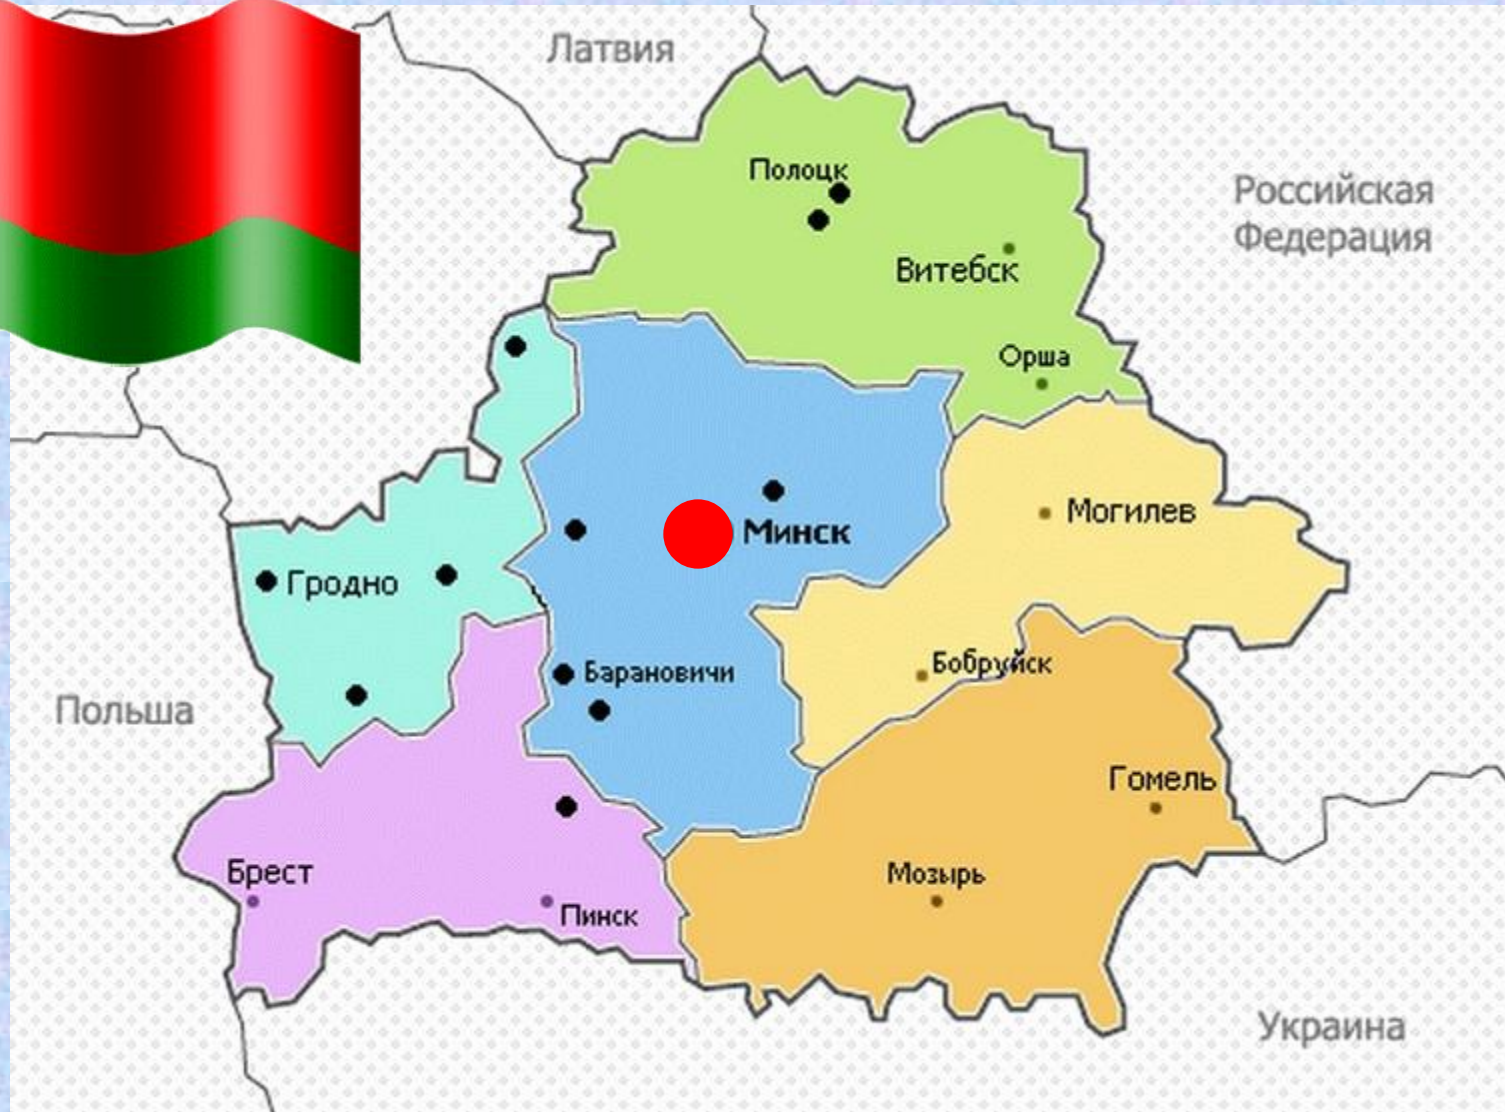 Латвия
Полоцк
Российская
Федерация
Витебск
Орша
Могилев
Минск
Гродно
Бобруйск
Барановичи
Польша
Гомель
Брест
Мозырь
Пинск
Украина